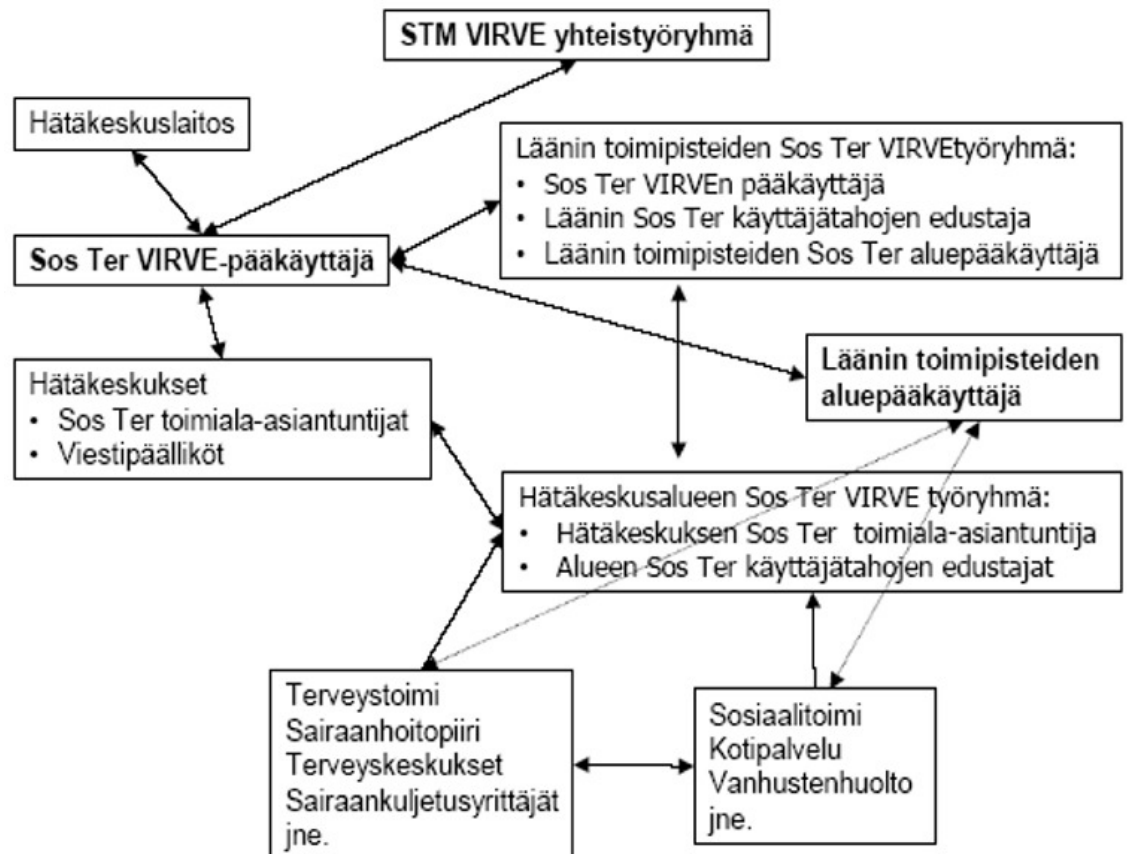 STM VIRVE yhteistyöryhmä
Hätäkeskuslaitos
Läänin toimipisteiden Sos Ter VIRVEtyöryhmä:
• Sos Ter VIRVEn pääkäyttäjä
• Läänin Sos Ter käyttäjätahojen edustaja
• Läänin toimipisteiden Sos Ter aluepääkäyttäjä
Sos Ter VIRVE-pääkäyttäjä
Läänin toimipisteiden
aluepääkäyttäjä
Hätäkeskukset
• Sos Ter toimiala-asiantuntijat
• Viestipäälliköt
Hätäkeskusalueen Sos Ter VIRVE työryhmä:
• Hätäkeskuksen Sos Ter toimiala-asiantuntija
• Alueen Sos Ter käyttäjätahojen edustajat
Terveystoimi
Sairaanhoitopiiri
Terveyskeskukset
Sairaankuljetusyrittäjät
jne.
Sosiaalitoimi
Kotipalvelu
Vanhustenhuolto
jne.